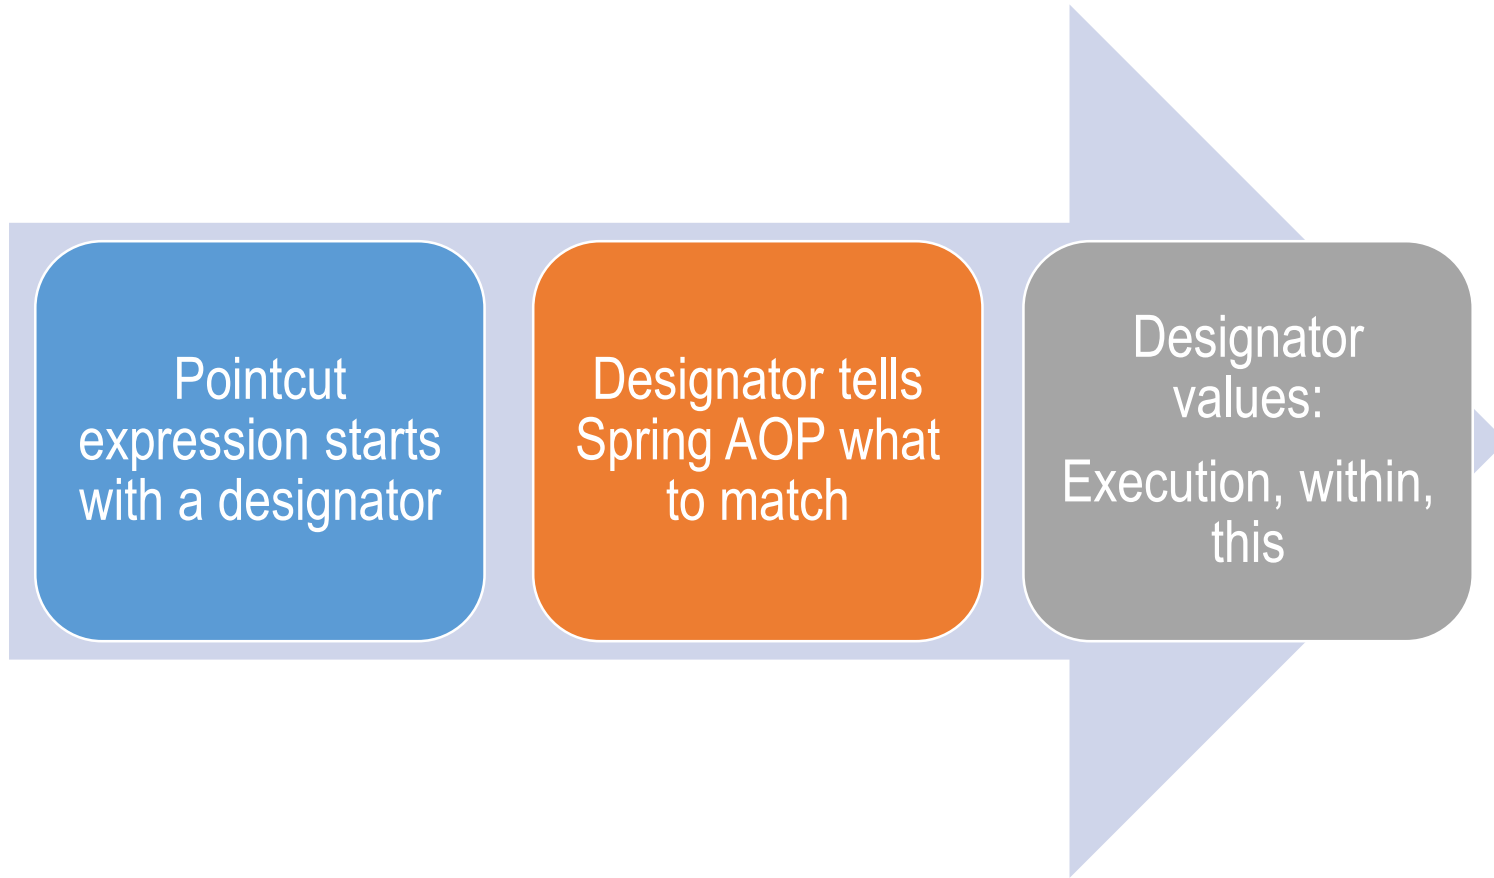 Pointcut
expression starts
with a designator
Designator tells
Spring AOP what
to match
Designator
values:
Execution, within,
this